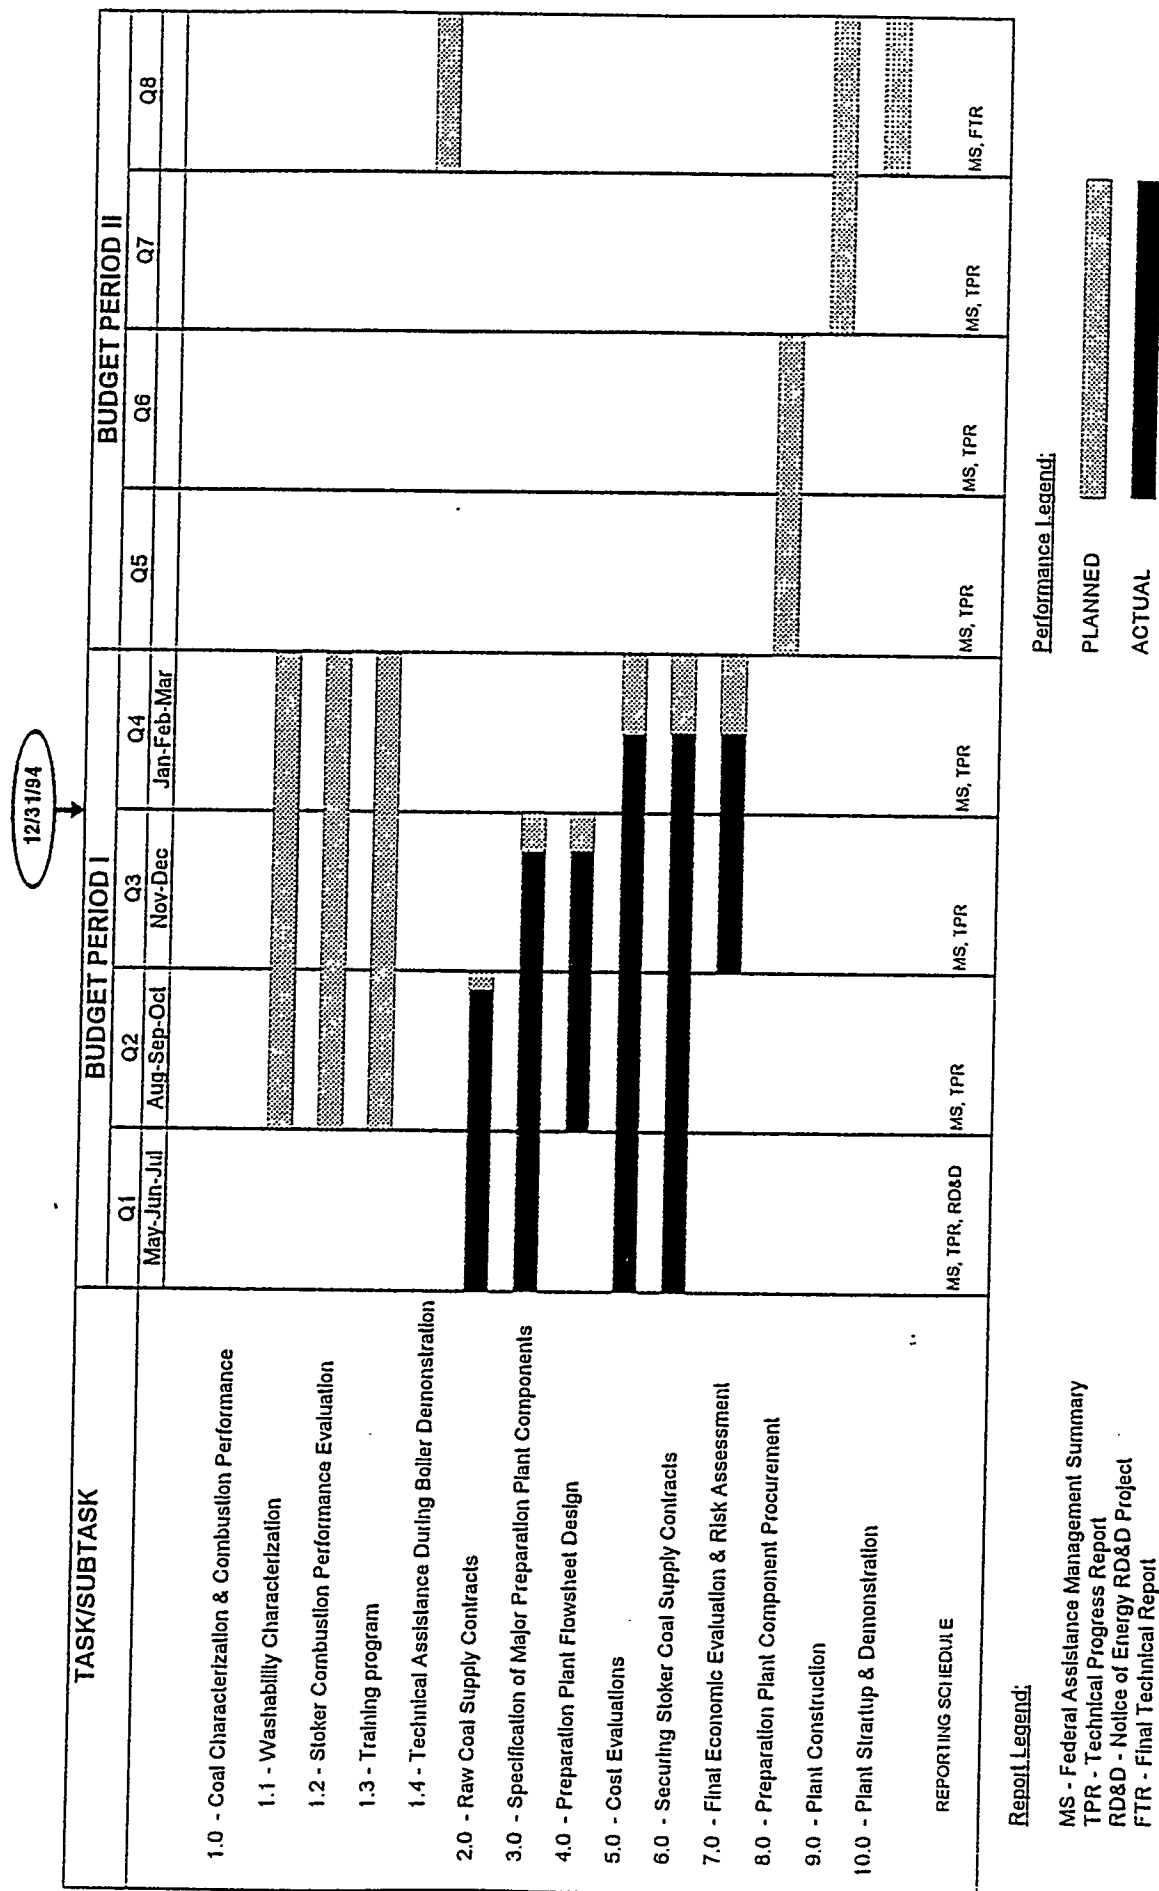 12/31/94
TASK/SUBTASK
BUDGET PERIOD I
BUDGET PERIOD II
Q1
Q2
Q3
Q4
Q5
Q6
Q7
Q8
May-Jun-Jul
Aug-Sep-Oct
Nov-Dec
Jan-Feb-Mar
1.0 - Coal Characterization & Combustion Performance
1.1 - Washability Characterization
1.2 - Stoker Combustion Performance Evaluation
1.3 - Training program
1.4 - Technical Assistance During Boiler Demonstration
2.0 - Raw Coal Supply Contracts
3.0 - Specification of Major Preparation Plant Components
4.0 - Preparation Plant Flowsheet Design
5.0 - Cost Evaluations
6.0 - Securing Stoker Coal Supply Contracts
7.0 - Final Economic Evaluation & Risk Assessment
8.0 - Preparation Plant Component Procurement
9.0 - Plant Construction
10.0 - Plant Strartup & Demonstration
REPORTING SCHEDULE
MS, TPR, RD&D
MS, TPR
MS, TPR
MS, TPR
MS, TPR
MS, TPR
MS, TPR
MS, FTR
Report Legend:
MS - Federal Assistance Management Summary
TPR - Technical Progress Report
RD&D - Notice of Energy RD&D Project
FTR - Final Technical Report
Performance Legend:
PLANNED
ACTUAL